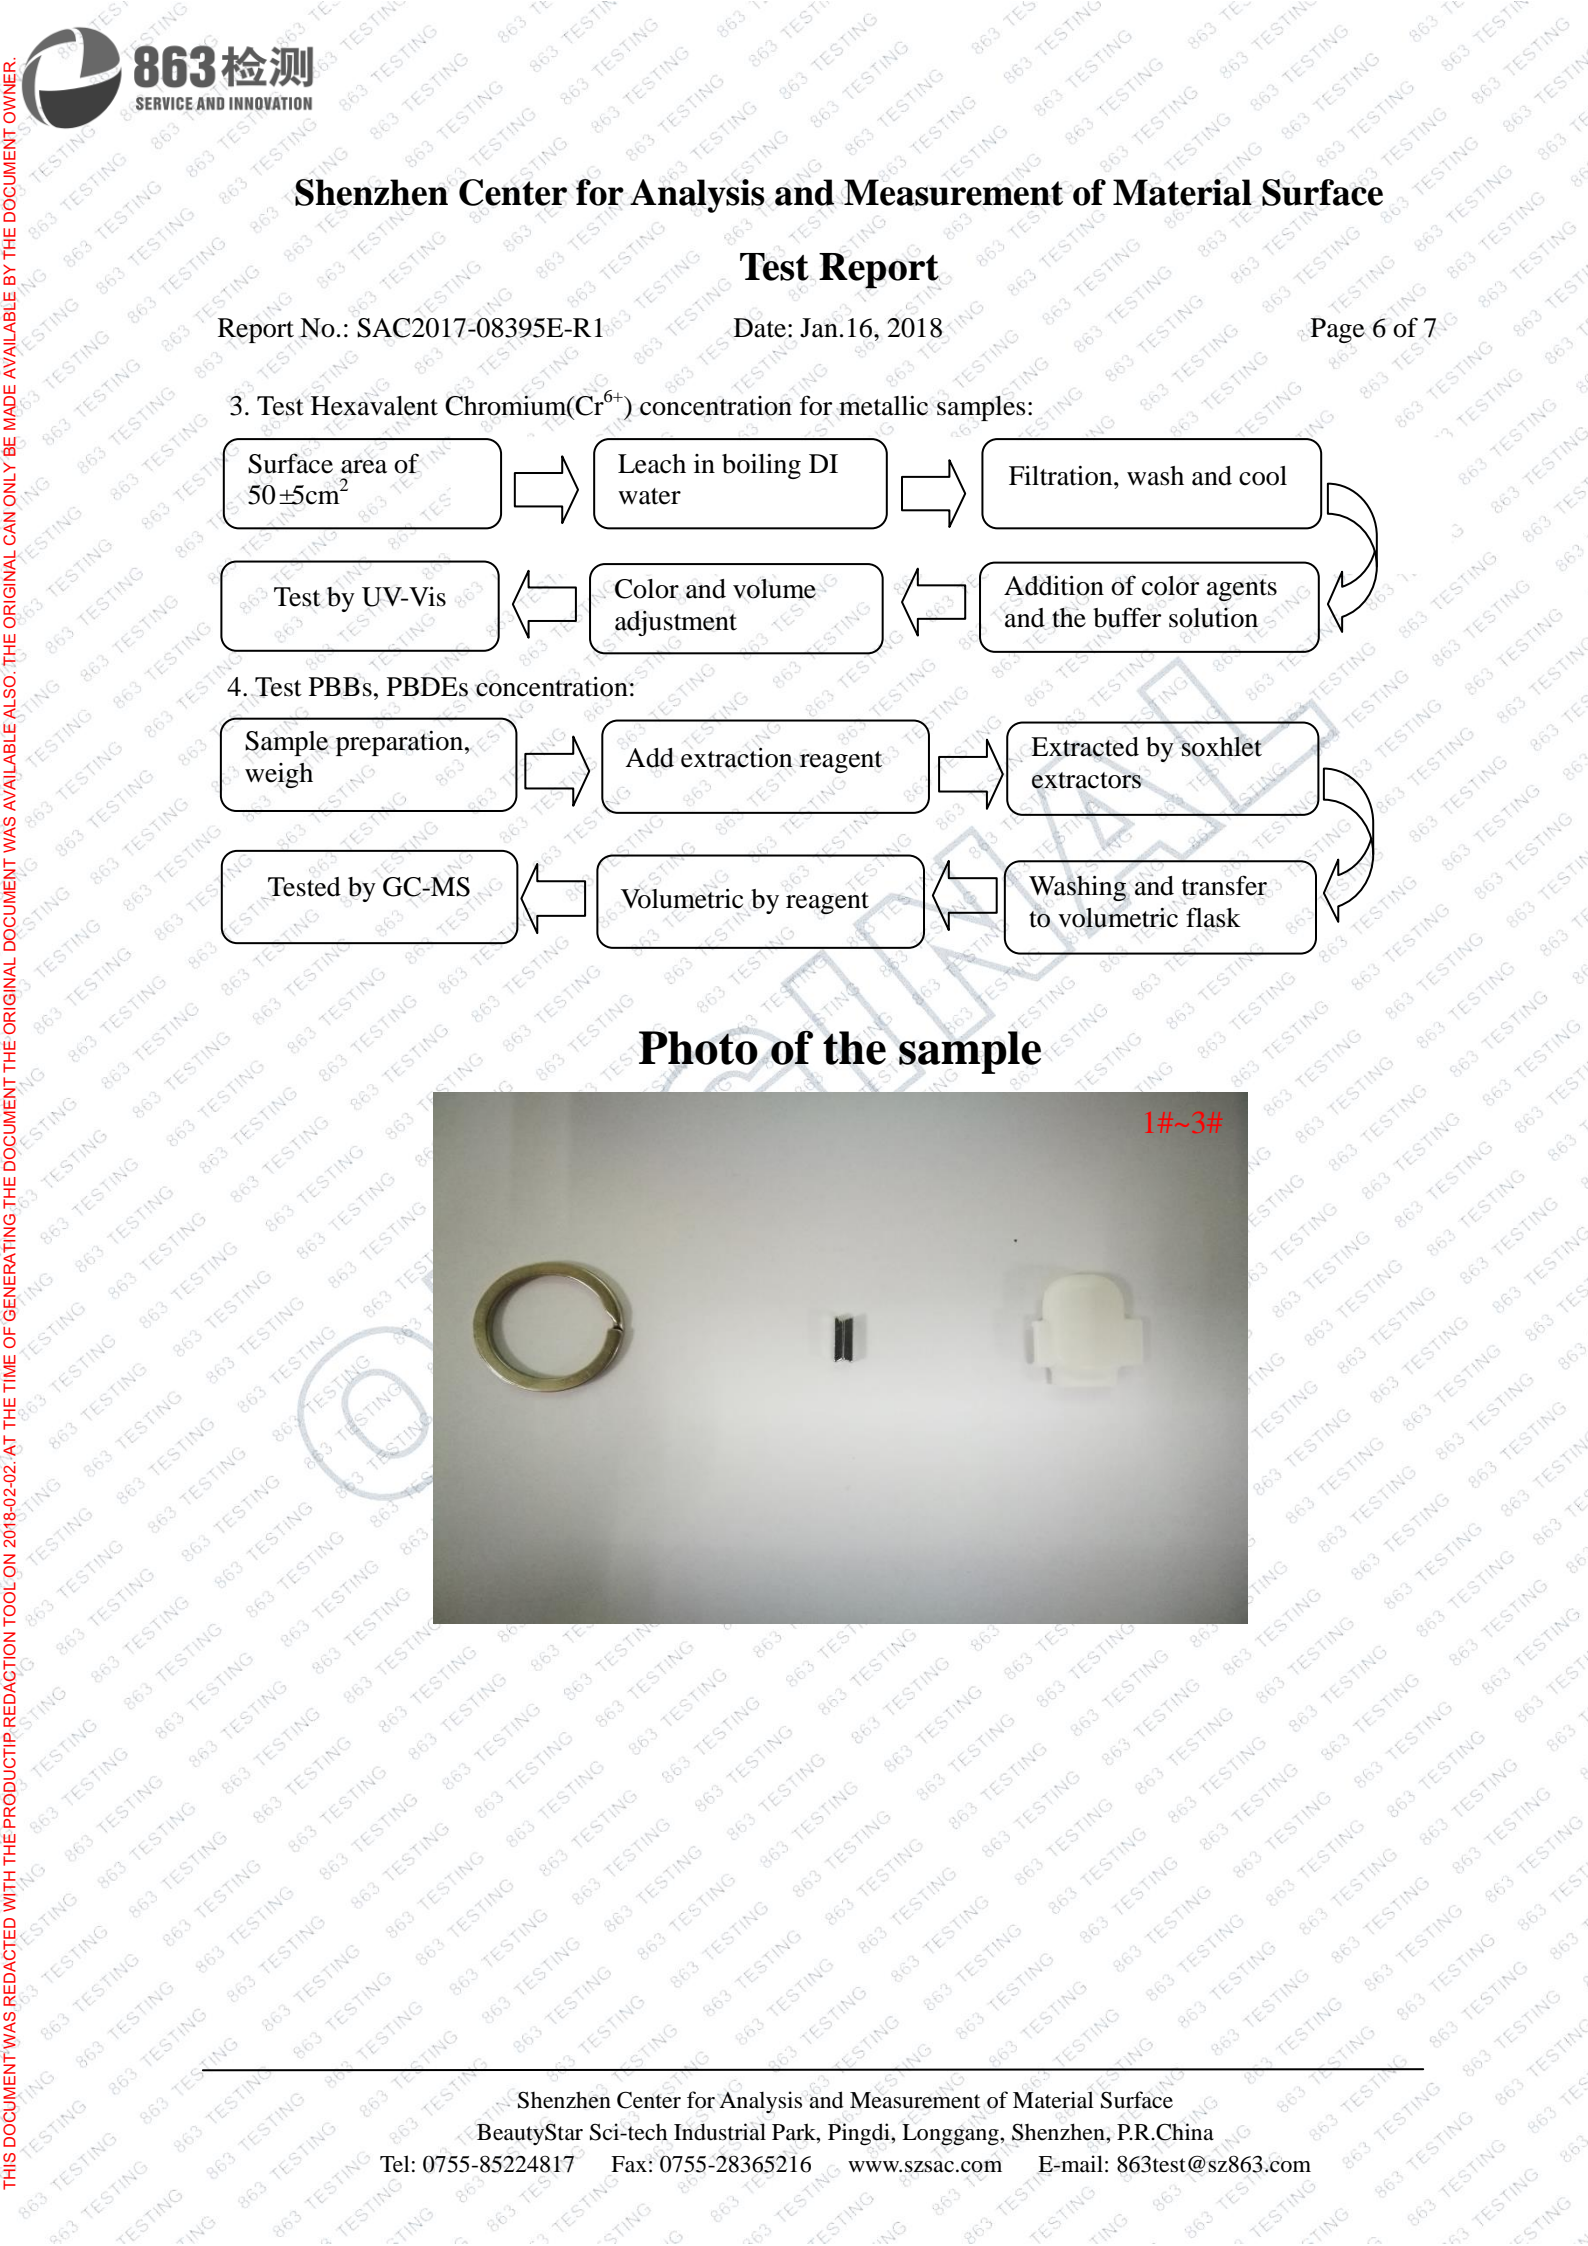 863检测
SERVICE AND INNOVATION
Shenzhen Center for Analysis and Measurement of Material Surface
Test Report
Report No.: SAC2017-08395E-R1 Date: Jan.16, 2018 Page 6 of 7
3. Test Hexavalent Chromium(Cr6+) concentration for metallic samples:
Surface area of
50±5cm2
Leach in boiling DI
water
Filtration, wash and cool
Addition of color agents
and the buffer solution
Color and volume
adjustment
Test by UV-Vis
4. Test PBBs, PBDEs concentration:
Sample preparation,
weigh
Add extraction reagent
Extracted by soxhlet
extractors
Washing and transfer
to volumetric flask
Volumetric by reagent
Tested by GC-MS
ORIGINAL
Photo of the sample
1#~3#
Shenzhen Center for Analysis and Measurement of Material Surface
BeautyStar Sci-tech Industrial Park, Pingdi, Longgang, Shenzhen, P.R.China
Tel: 0755-85224817 Fax: 0755-28365216 www.szsac.com E-mail: 863test@sz863.com
THIS DOCUMENT WAS REDACTED WITH THE PRODUCTIP REDACTION TOOL ON 2018-02-02. AT THE TIME OF GENERATING THE DOCUMENT THE ORIGINAL DOCUMENT WAS AVAILABLE ALSO. THE ORIGINAL CAN ONLY BE MADE AVAILABLE BY THE DOCUMENT OWNER.
863 TESTING